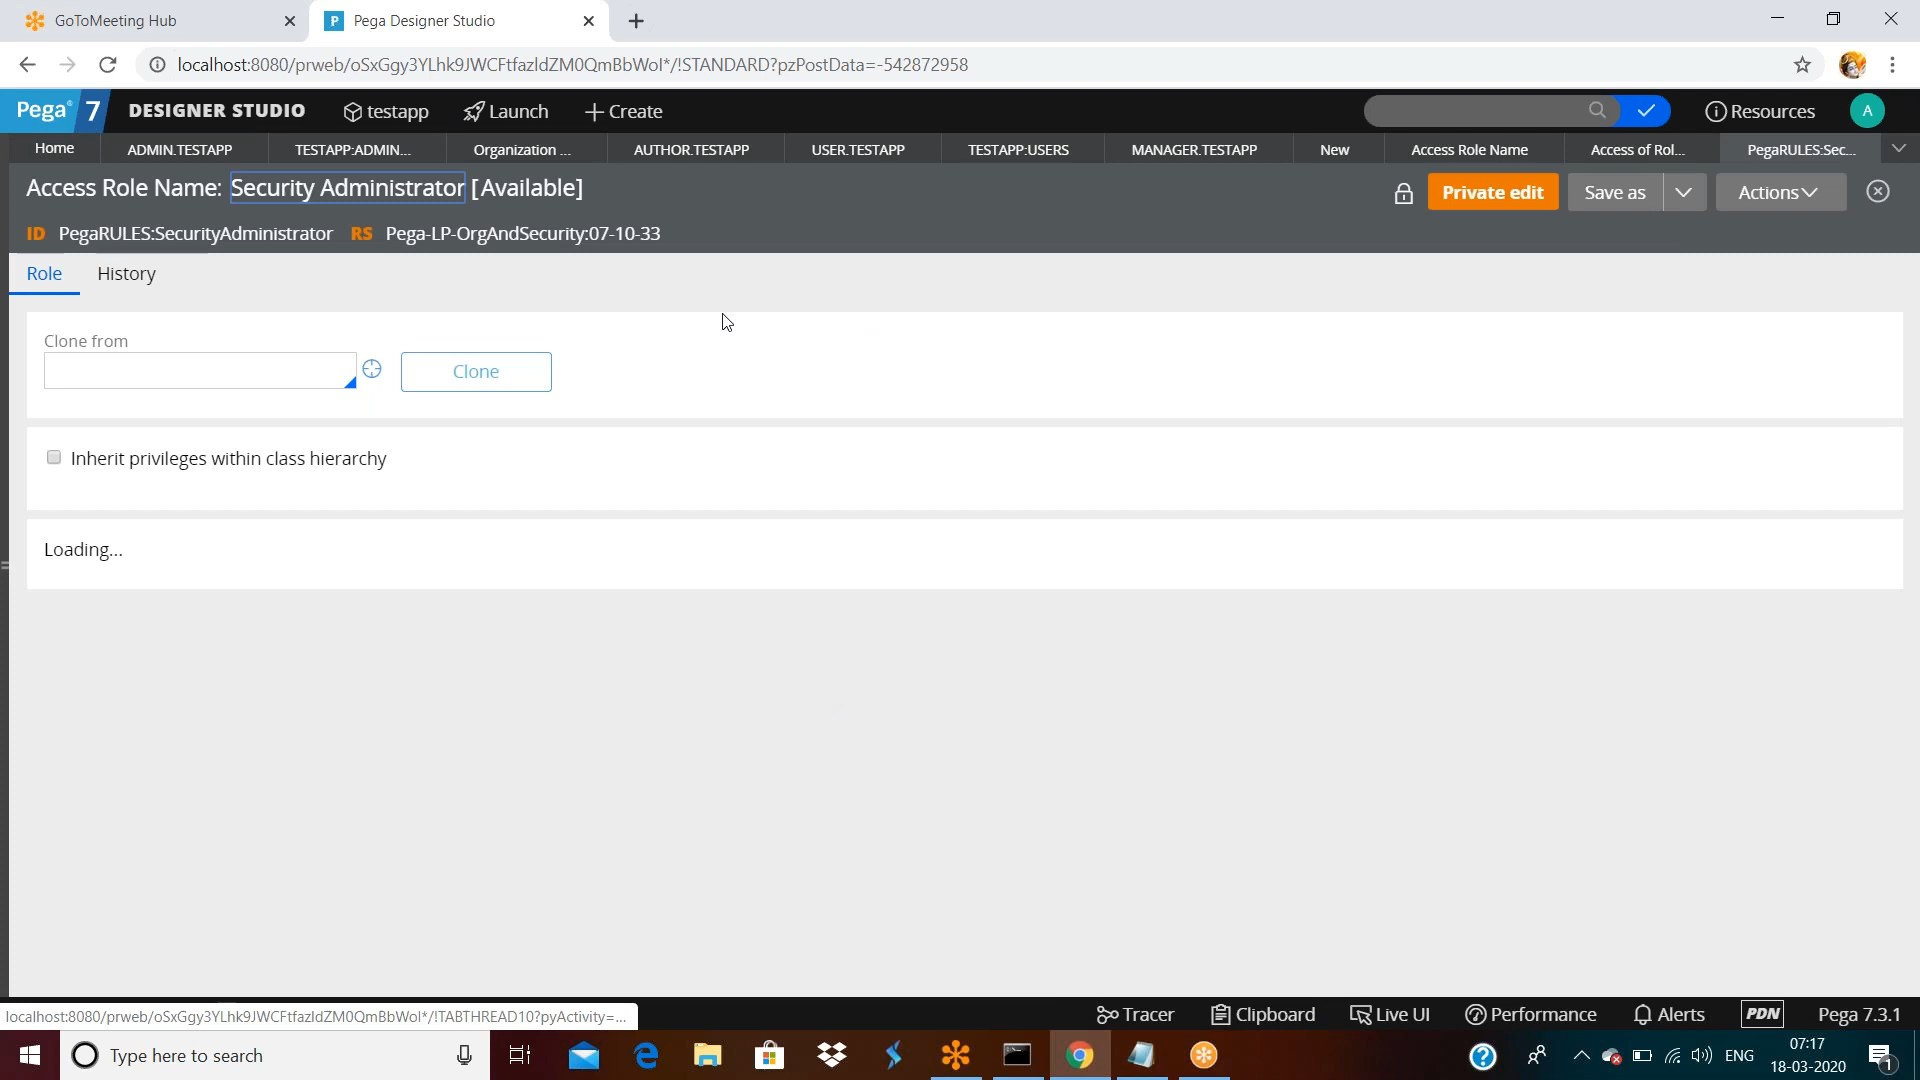 GoToMeeting Hub
Pega Designer Studio
localhost:8080/prweb/oSxGgy3YLhk9JWCFtfazldZM0QmBbWol*/!STANDARD?pzPostData=-542872958
Pega 7 DESIGNER STUDIO testapp Launch Create Resources A
Home ADMIN.TESTAPP TESTAPP:ADMIN... Organization ... AUTHOR.TESTAPP USER.TESTAPP TESTAPP:USERS MANAGER.TESTAPP New Access Role Name Access of Rol... PegaRULES:Sec...
Access Role Name: Security Administrator [Available] Private edit Save as Actions
ID PegaRULES:SecurityAdministrator RS Pega-LP-OrgAndSecurity:07-10-33
Role History
Clone from
Clone
Inherit privileges within class hierarchy
Loading...
localhost:8080/prweb/oSxGgy3YLhk9JWCFtfazldZM0QmBbWol*/!TABTHREAD10?pyActivity=...
Tracer Clipboard Live UI Performance Alerts PDN Pega 7.3.1
Type here to search
ENG
07:17
18-03-2020
1